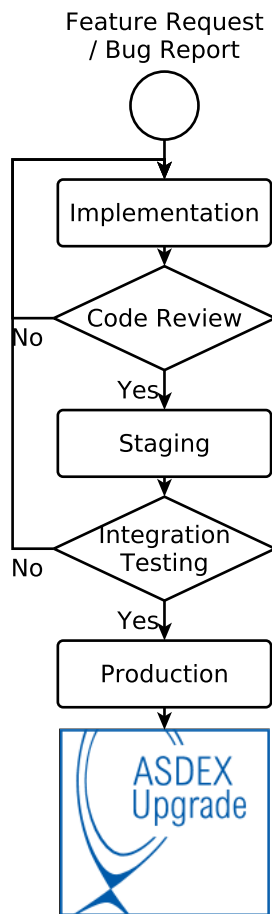 Feature Request
/ Bug Report
Implementation
Code Review
No
Yes
Staging
Integration
Testing
No
Yes
Production
ASDEX
Upgrade